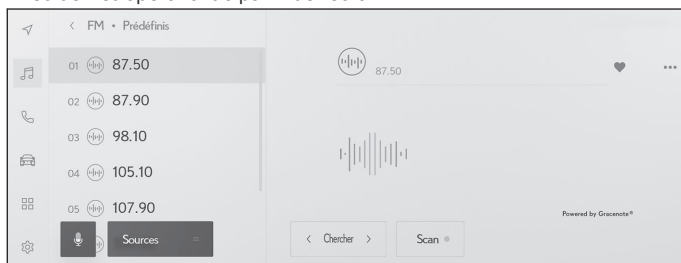 FM • Prédéfinis
01 87.50
02 87.90
03 98.10
04 105.10
05 107.90
Sources
87.50
Powered by Gracenote®
< Chercher >
Scan